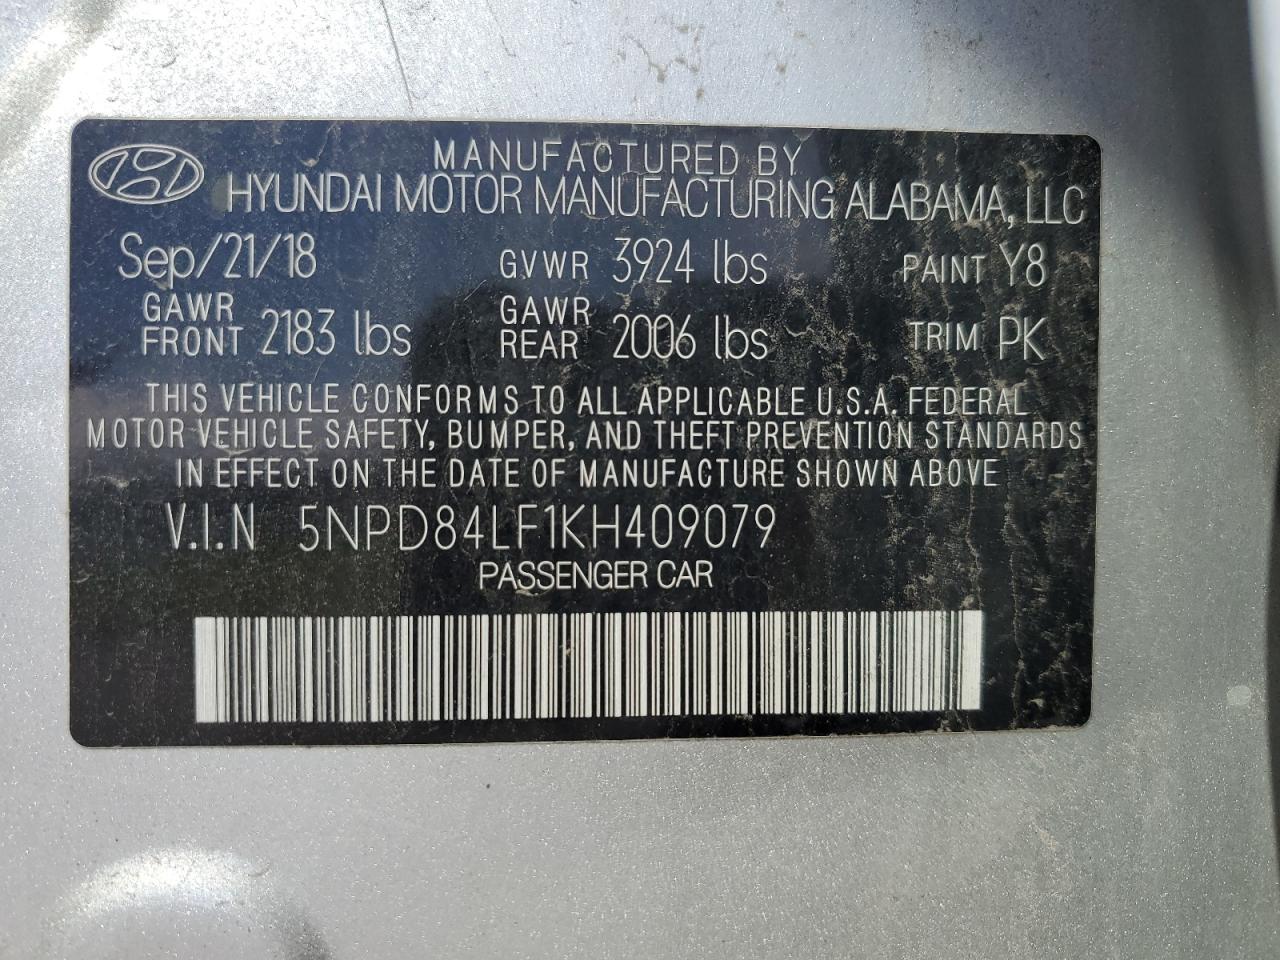 MANUFACTURED BY
HYUNDAI MOTOR MANUFACTURING ALABAMA, LLC
Sep/21/18 GVWR 3924 lbs PAINT Y8
GAWR FRONT 2183 lbs GAWR REAR 2006 lbs TRIM PK
THIS VEHICLE CONFORMS TO ALL APPLICABLE U.S.A. FEDERAL
MOTOR VEHICLE SAFETY, BUMPER, AND THEFT PREVENTION STANDARDS
IN EFFECT ON THE DATE OF MANUFACTURE SHOWN ABOVE
V.I.N 5NPD84LF1KH409079
PASSENGER CAR